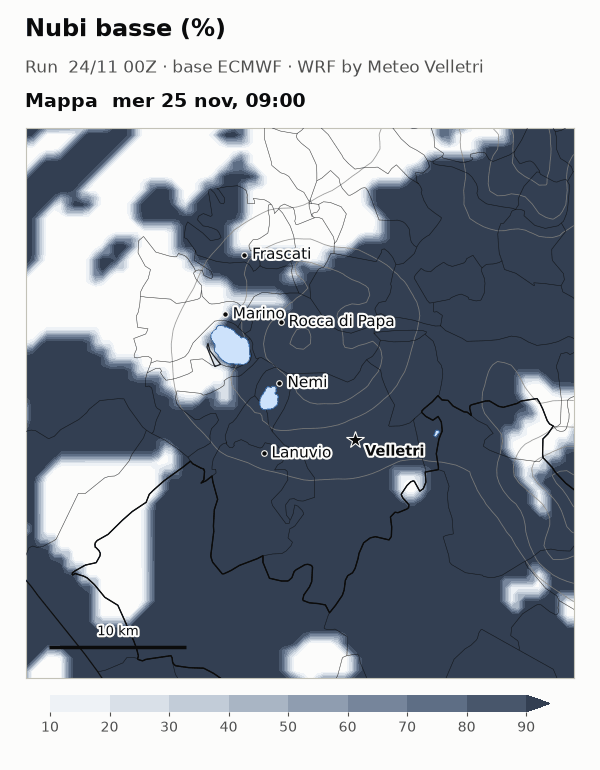 Nubi basse (%)
Run  24/11 00Z · base ECMWF · WRF by Meteo Velletri
Mappa  mer 25 nov, 09:00
Frascati
Marino
Rocca di Papa
Nemi
Velletri
Lanuvio
10 km
10 20 30 40 50 60 70 80 90